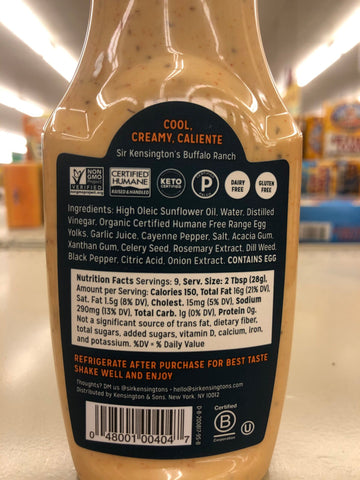 COOL,
CREAMY, CALIENTE
Sir Kensington's Buffalo Ranch
NON GMO Project VERIFIED
nongmoproject.org
CERTIFIED HUMANE RAISED & HANDLED
KETO CERTIFIED
P
DAIRY FREE
GLUTEN FREE
Ingredients: High Oleic Sunflower Oil, Water, Distilled
Vinegar, Organic Certified Humane Free Range Egg
Yolks, Garlic Juice, Cayenne Pepper, Salt, Acacia Gum,
Xanthan Gum, Celery Seed, Rosemary Extract, Dill Weed,
Black Pepper, Citric Acid, Onion Extract. CONTAINS EGG
Nutrition Facts Servings: 9, Serv. Size: 2 Tbsp (28g),
Amount per Serving: Calories 150, Total Fat 16g (21% DV),
Sat. Fat 1.5g (8% DV), Cholest. 15mg (5% DV), Sodium
290mg (13% DV), Total Carb. 1g (0% DV), Protein 0g.
Not a significant source of trans fat, dietary fiber,
total sugars, added sugars, vitamin D, calcium, iron,
and potassium. %DV = % Daily Value
REFRIGERATE AFTER PURCHASE FOR BEST TASTE
SHAKE WELL AND ENJOY
Thoughts? DM us @sirkensingtons - hello@sirkensingtons.com
Distributed by Kensington & Sons. New York, NY 10012
0 48001 00404 7
Certified
B
Corporation
U